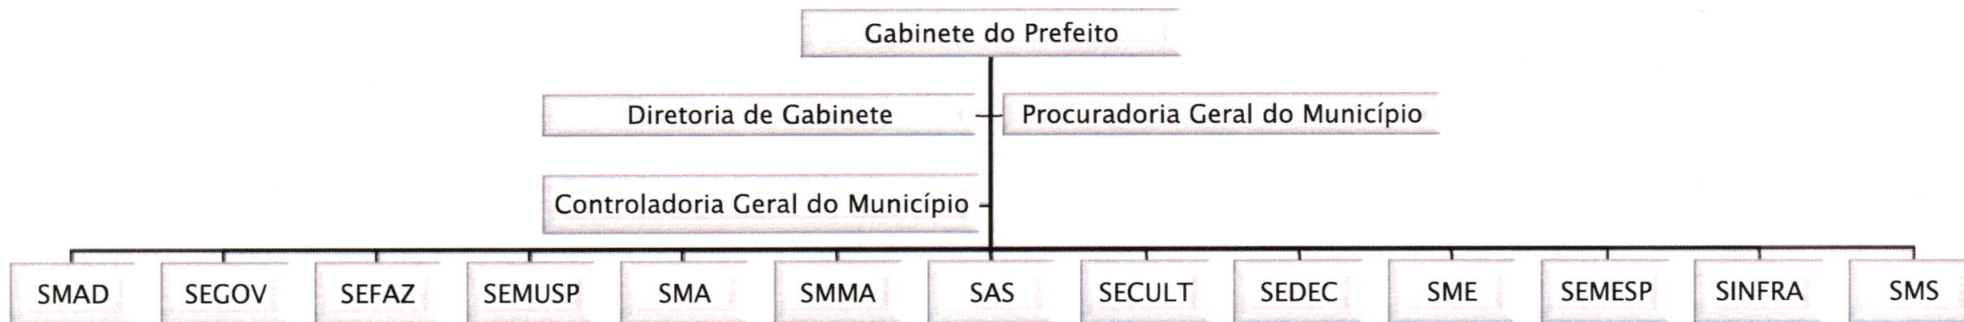 Gabinete do Prefeito
Diretoria de Gabinete
Procuradoria Geral do Município
Controladoria Geral do Município
SMAD
SEGOV
SEFAZ
SEMUSP
SMA
SMMA
SAS
SECULT
SEDEC
SME
SEMESP
SINFRA
SMS